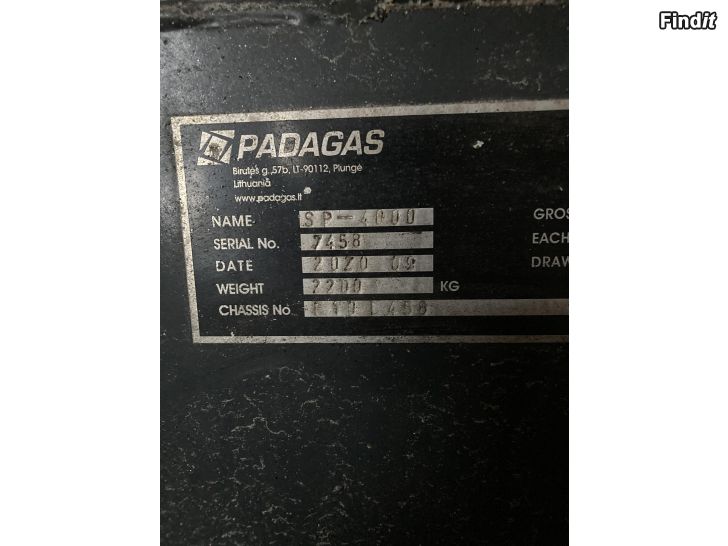 Findit
PADAGAS
Birutės g. 57b, LT-90112, Plungė
Lithuania
www.padagas.lt
NAME SP-4000 GROS
SERIAL No. 7458 EACH
DATE 2020 09 DRAW
WEIGHT 2200 KG
CHASSIS No